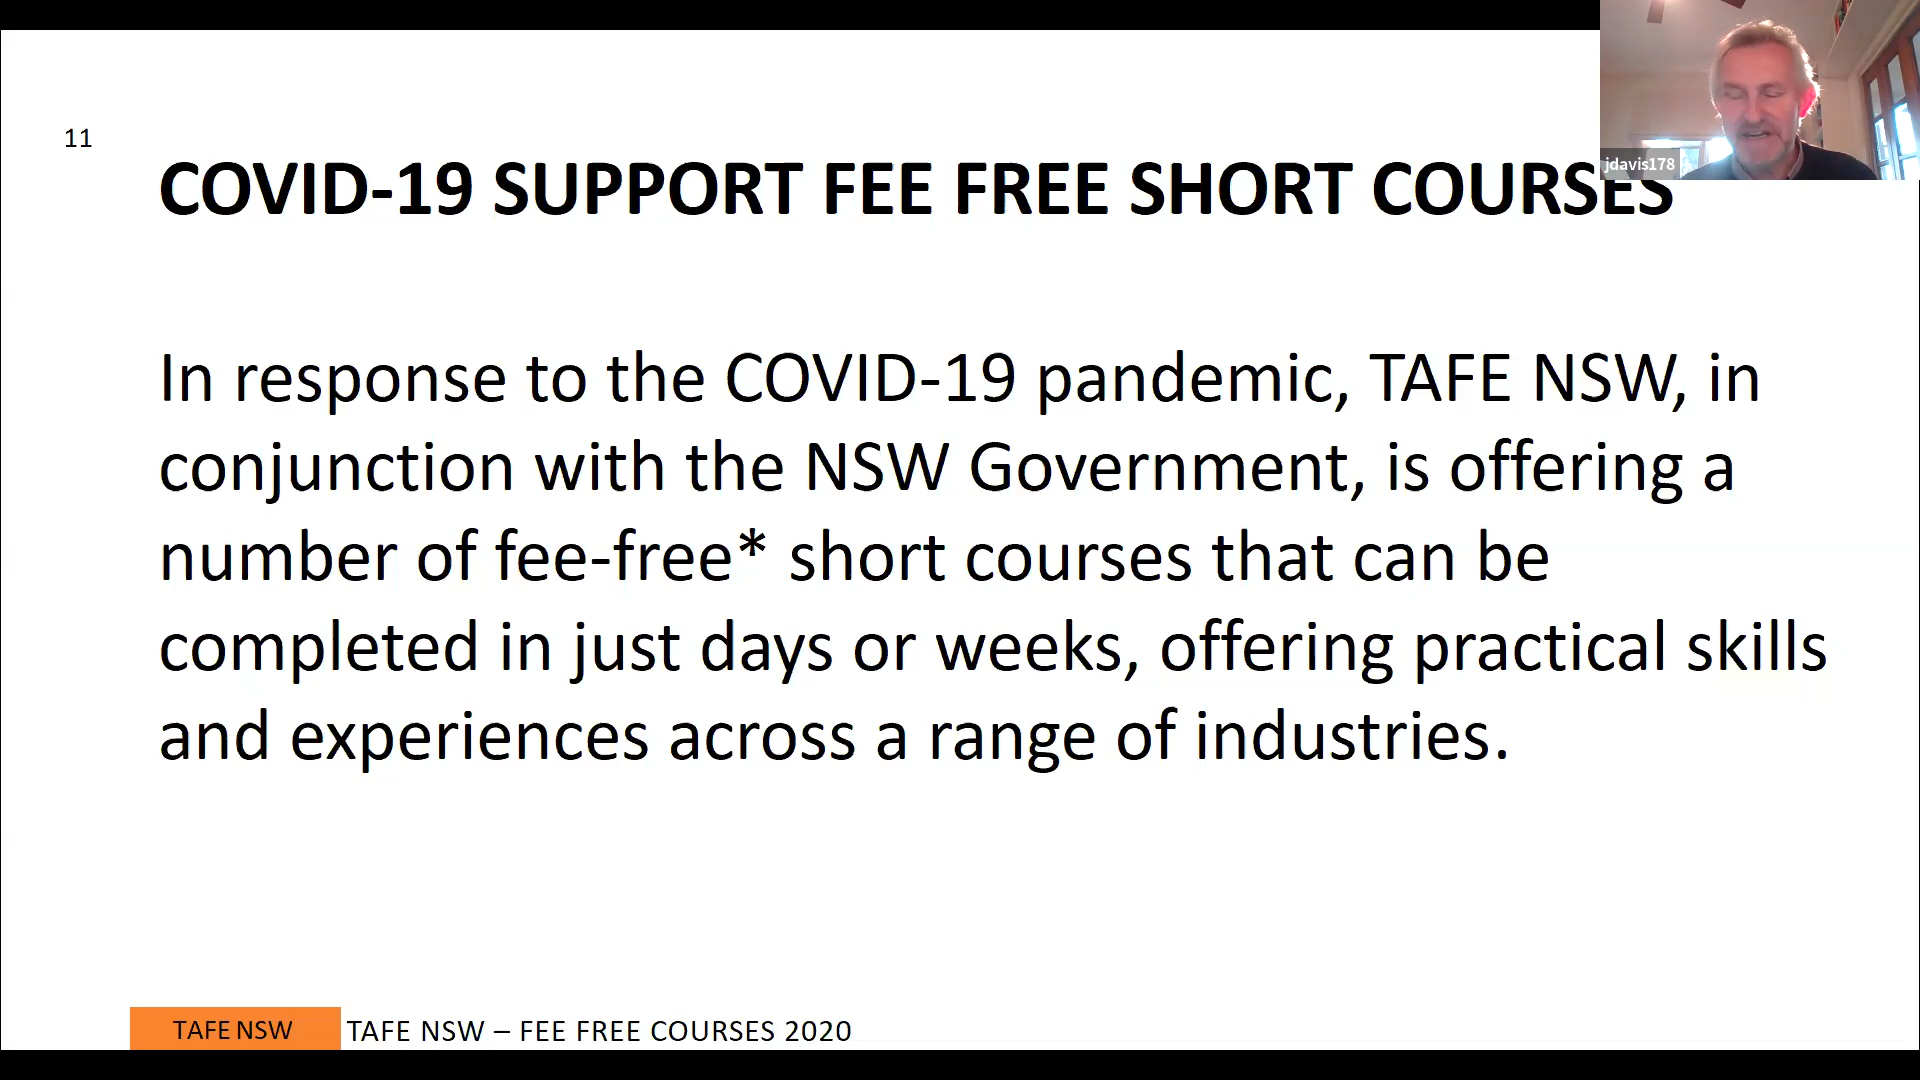 jdavis178
11
COVID-19 SUPPORT FEE FREE SHORT COURSES
In response to the COVID-19 pandemic, TAFE NSW, in
conjunction with the NSW Government, is offering a
number of fee-free* short courses that can be
completed in just days or weeks, offering practical skills
and experiences across a range of industries.
TAFE NSW
TAFE NSW – FEE FREE COURSES 2020